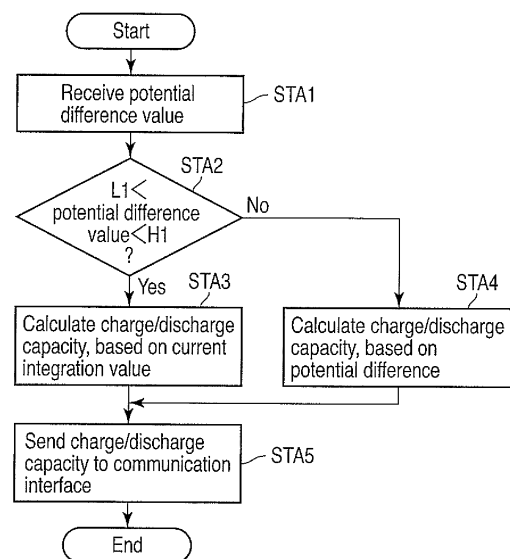 Start
Receive potential
difference value
STA1
STA2
L1<
potential difference
value<H1
?
No
Yes
STA3
Calculate charge/discharge
capacity, based on current
integration value
STA4
Calculate charge/discharge
capacity, based on
potential difference
Send charge/discharge
capacity to communication
interface
STA5
End